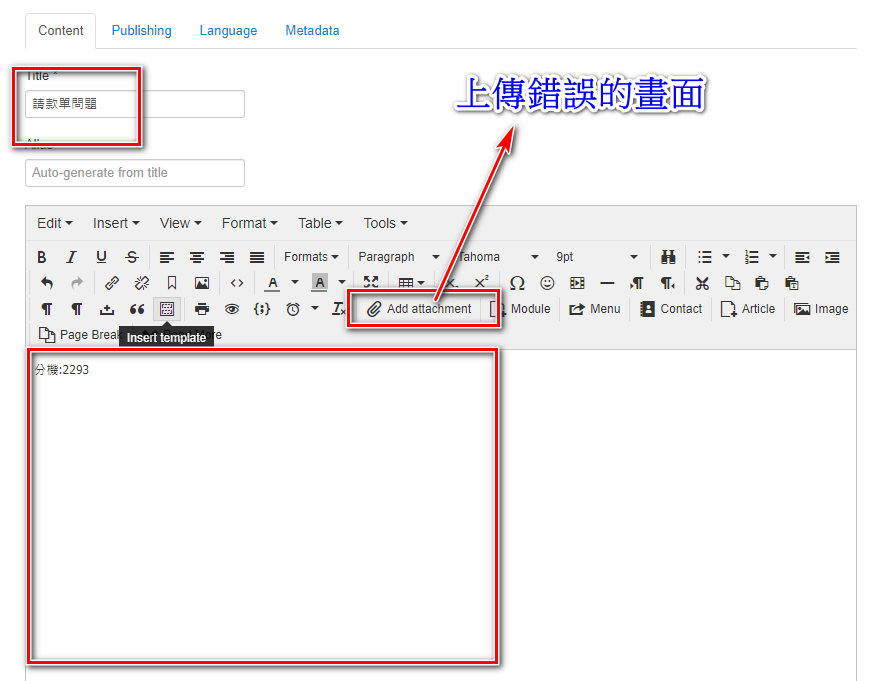 Content Publishing Language Metadata
Title *
請款單問題
上傳錯誤的畫面
Auto-generate from title
Edit Insert View Format Table Tools
Formats Paragraph Tahoma 9pt
Add attachment Module Menu Contact Article Image
Page Break
Insert template
分機:2293